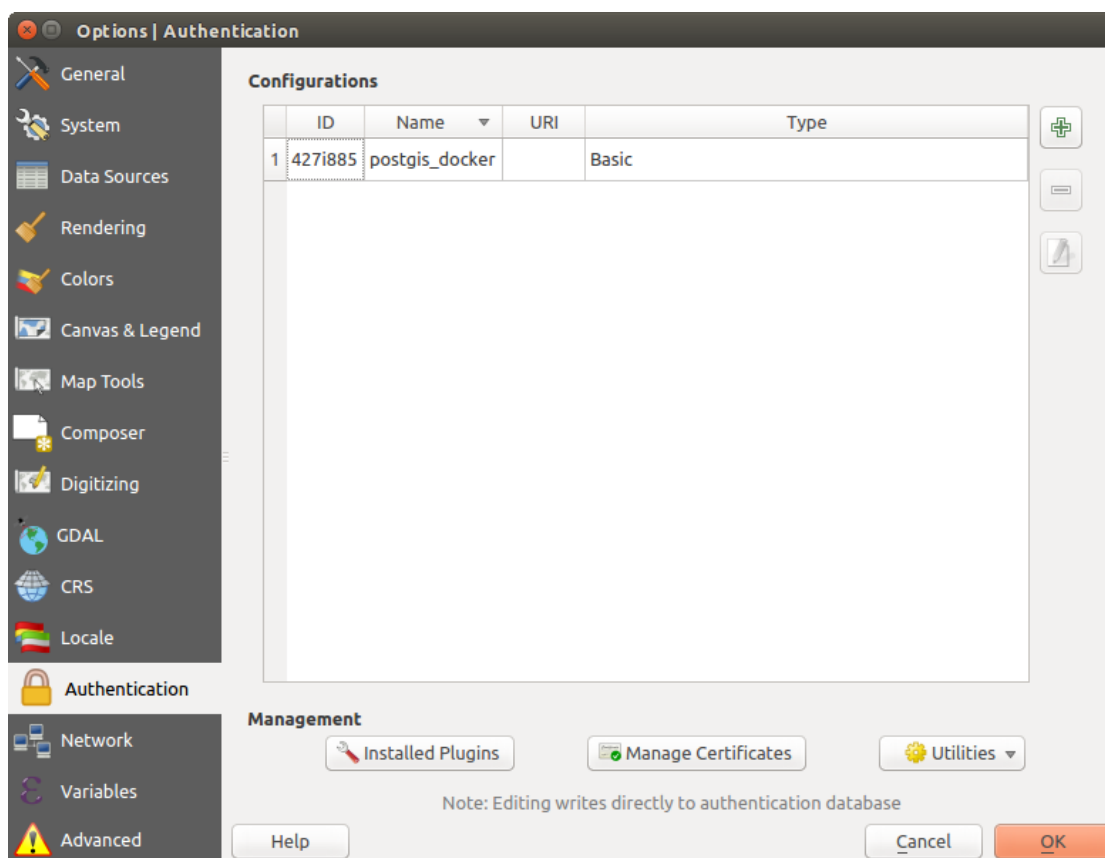 Options | Authentication
General
System
Data Sources
Rendering
Colors
Canvas & Legend
Map Tools
Composer
Digitizing
GDAL
CRS
Locale
Authentication
Network
Variables
Advanced
Configurations
ID Name URI Type
1 427i885 postgis_docker Basic
Management
Installed Plugins Manage Certificates Utilities
Note: Editing writes directly to authentication database
Help Cancel OK